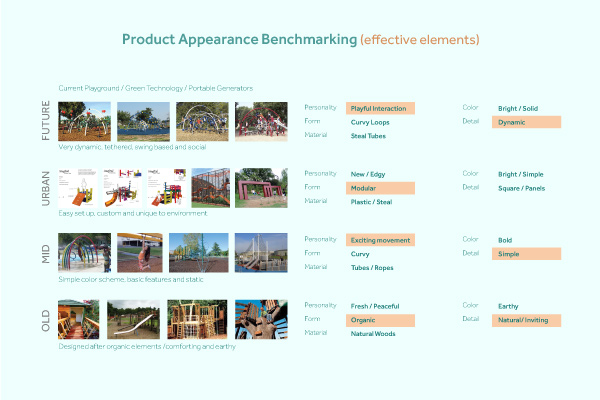 Product Appearance Benchmarking (effective elements)
Current Playground / Green Technology / Portable Generators
FUTURE
Personality Playful Interaction Color Bright / Solid
Form Curvy Loops Detail Dynamic
Material Steal Tubes
Very dynamic, tethered, swing based and social
URBAN
Personality New / Edgy Color Bright / Simple
Form Modular Detail Square / Panels
Material Plastic / Steal
Easy set up, custom and unique to environment
MID
Personality Exciting movement Color Bold
Form Curvy Detail Simple
Material Tubes / Ropes
Simple color scheme, basic features and static
OLD
Personality Fresh / Peaceful Color Earthy
Form Organic Detail Natural/ Inviting
Material Natural Woods
Designed after organic elements /comforting and earthy